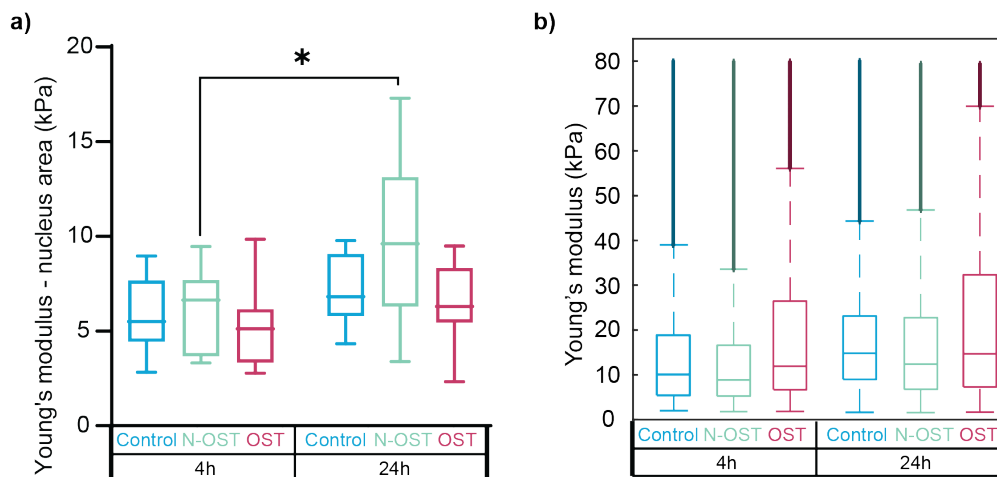 a)
Young's modulus - nucleus area (kPa)
20
15
10
5
0
*
Control N-OST OST Control N-OST OST
4h 24h
b)
Young's modulus (kPa)
80
70
60
50
40
30
20
10
0
Control N-OST OST Control N-OST OST
4h 24h